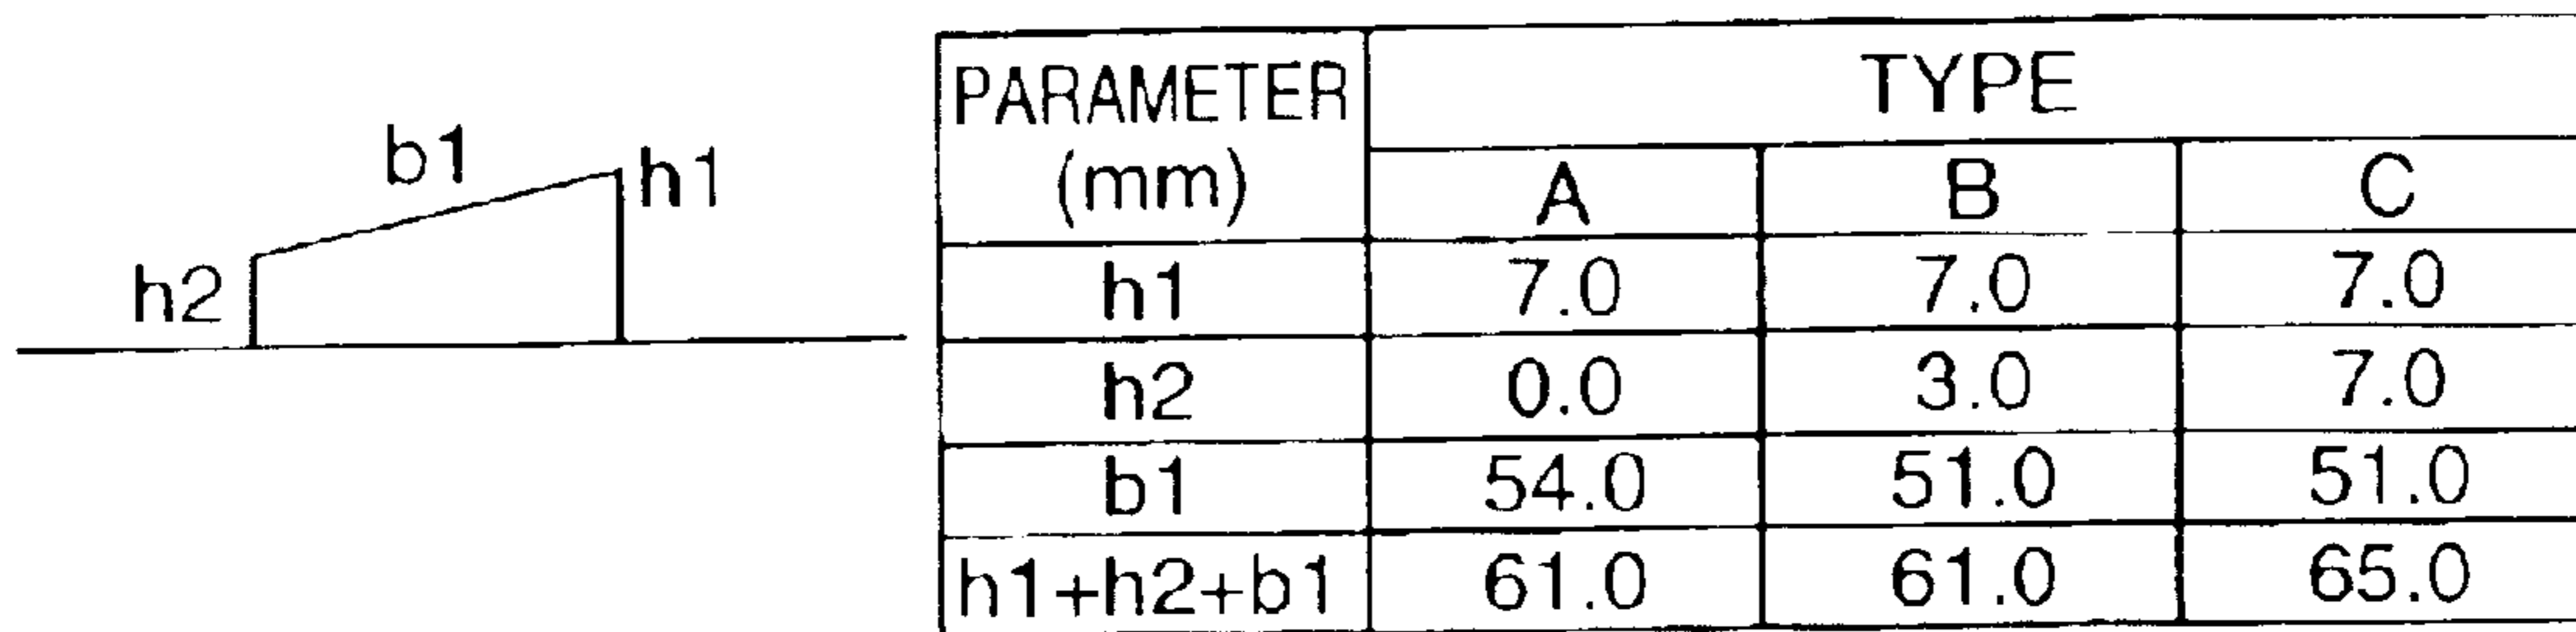 b1
h1
h2
PARAMETER (mm) TYPE
A B C
h1 7.0 7.0 7.0
h2 0.0 3.0 7.0
b1 54.0 51.0 51.0
h1+h2+b1 61.0 61.0 65.0